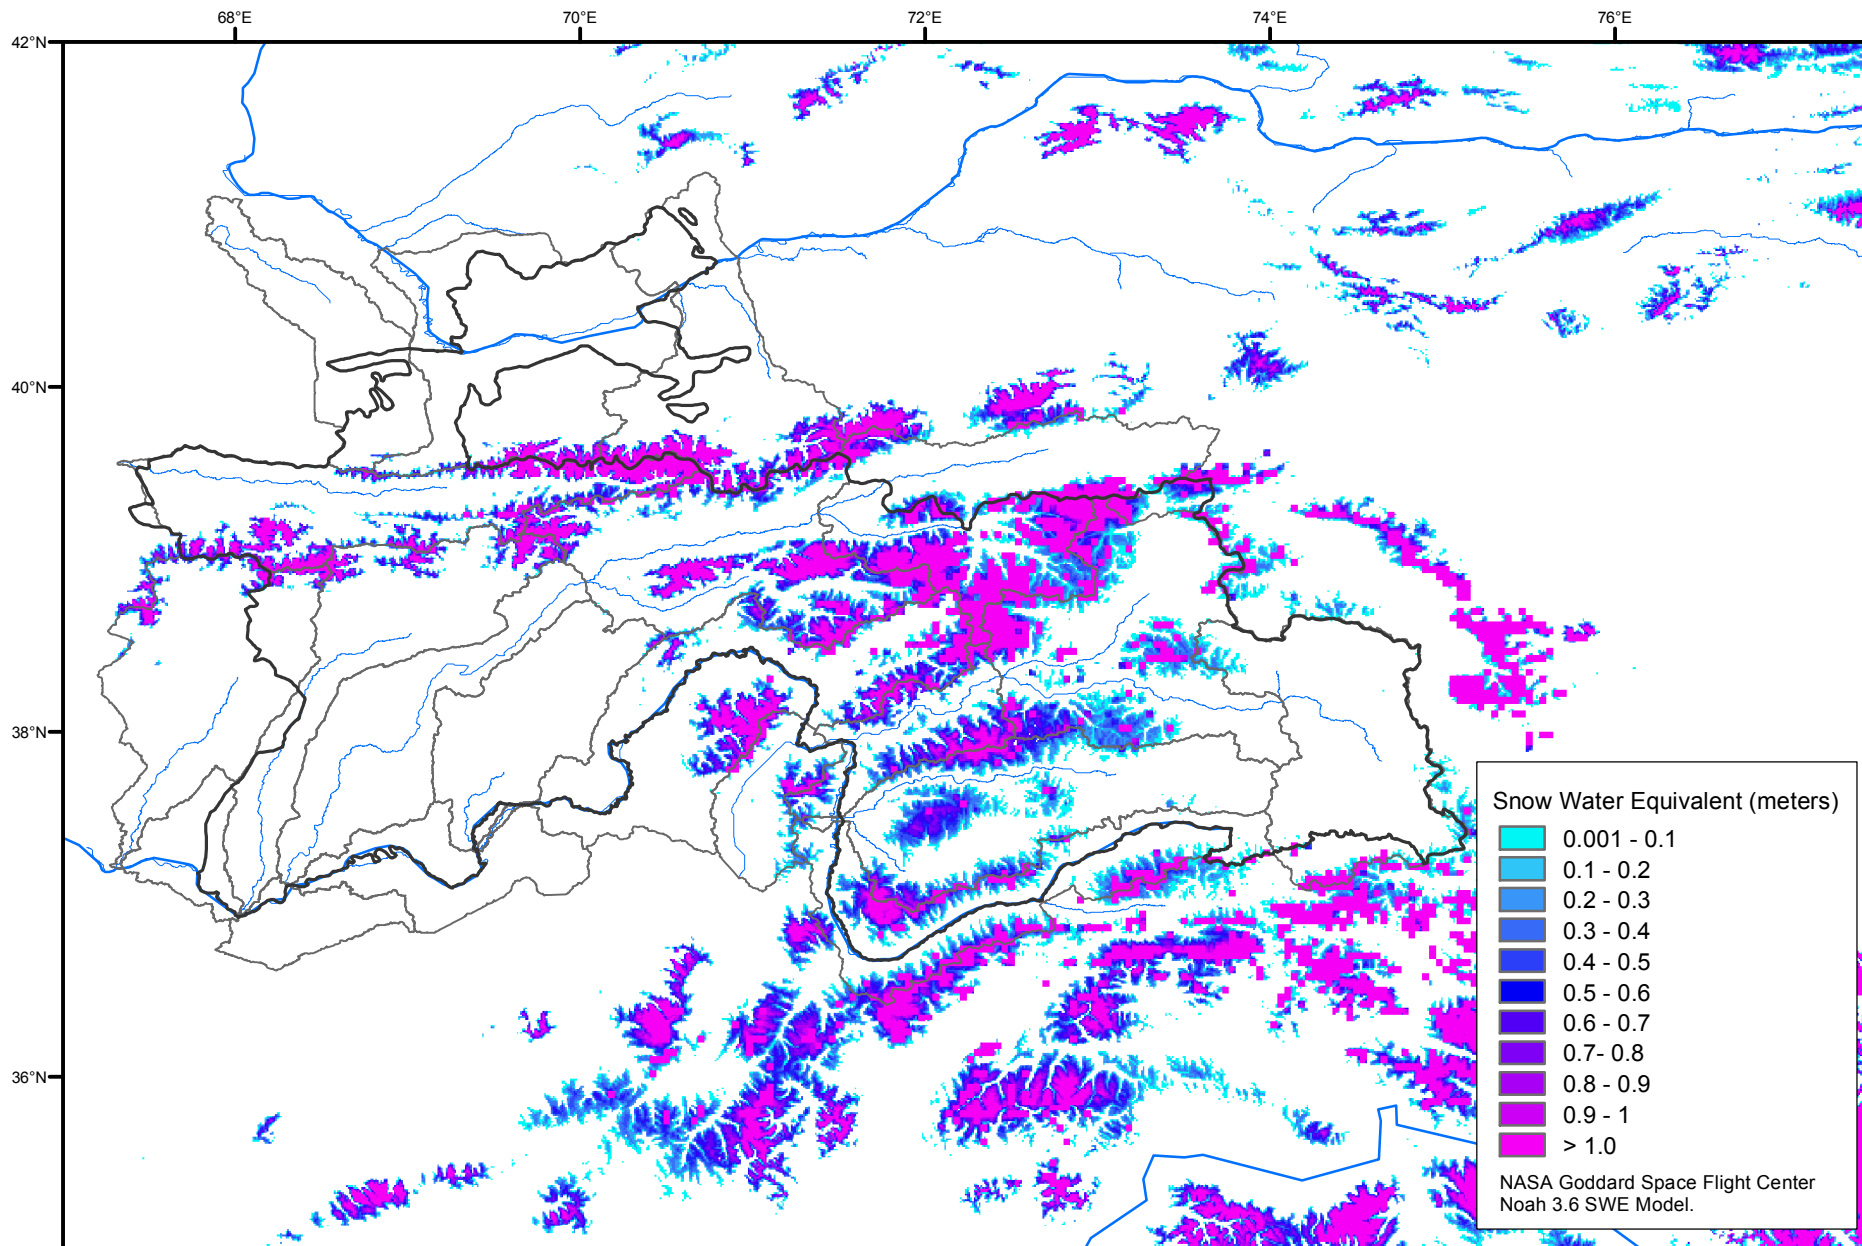 68°E 70°E 72°E 74°E 76°E
42°N
40°N
38°N
36°N
Snow Water Equivalent (meters)
0.001 - 0.1
0.1 - 0.2
0.2 - 0.3
0.3 - 0.4
0.4 - 0.5
0.5 - 0.6
0.6 - 0.7
0.7- 0.8
0.8 - 0.9
0.9 - 1
> 1.0
NASA Goddard Space Flight Center
Noah 3.6 SWE Model.